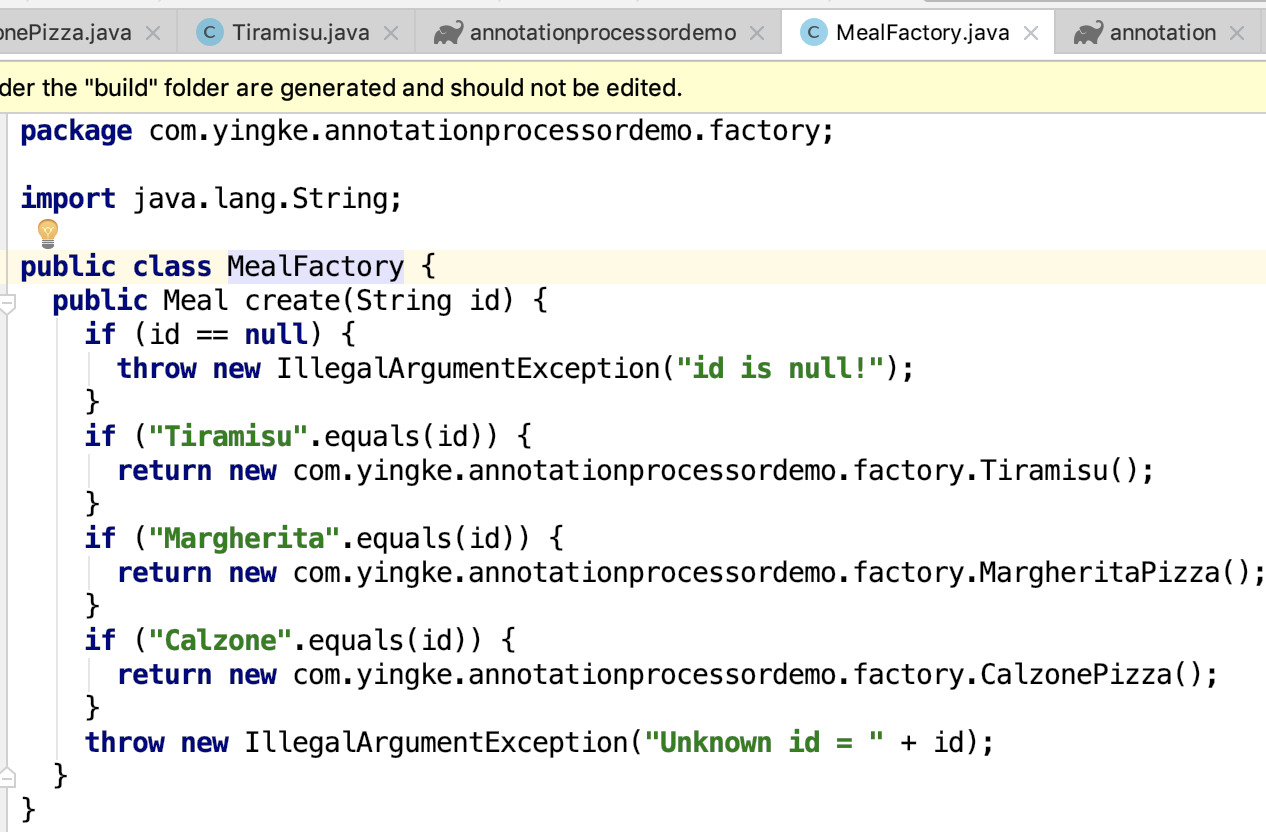 onePizza.java Tiramisu.java annotationprocessordemo MealFactory.java annotation
der the "build" folder are generated and should not be edited.
package com.yingke.annotationprocessordemo.factory;
import java.lang.String;
public class MealFactory {
public Meal create(String id) {
if (id == null) {
throw new IllegalArgumentException("id is null!");
}
if ("Tiramisu".equals(id)) {
return new com.yingke.annotationprocessordemo.factory.Tiramisu();
}
if ("Margherita".equals(id)) {
return new com.yingke.annotationprocessordemo.factory.MargheritaPizza();
}
if ("Calzone".equals(id)) {
return new com.yingke.annotationprocessordemo.factory.CalzonePizza();
}
throw new IllegalArgumentException("Unknown id = " + id);
}
}